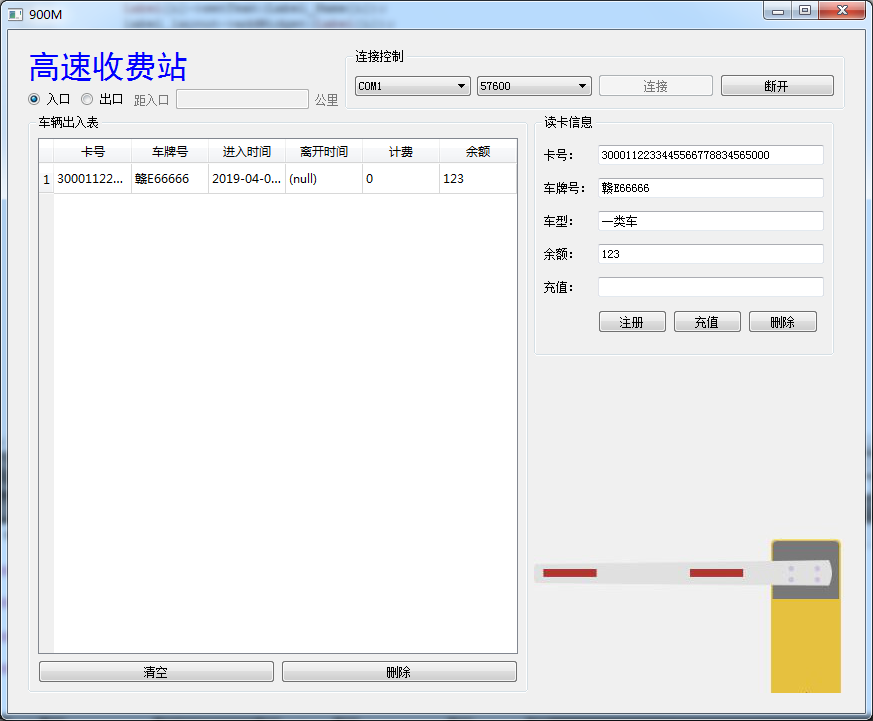 900M
高速收费站
入口 出口 距入口 公里
连接控制
COM1 57600 连接 断开
车辆出入表
卡号 车牌号 进入时间 离开时间 计费 余额
1 30001122... 赣E66666 2019-04-0... (null) 0 123
清空 删除
读卡信息
卡号: 3000112233445566778834565000
车牌号: 赣E66666
车型: 一类车
余额: 123
充值:
注册 充值 删除